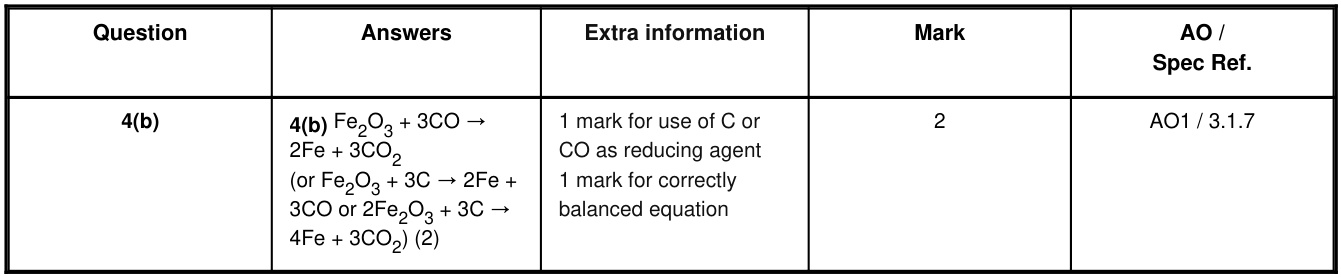 Question Answers Extra information Mark AO /
Spec Ref.
4(b)
4(b) Fe₂O₃ + 3CO →
2Fe + 3CO₂
(or Fe₂O₃ + 3C → 2Fe +
3CO or 2Fe₂O₃ + 3C →
4Fe + 3CO₂) (2)
1 mark for use of C or
CO as reducing agent
1 mark for correctly
balanced equation
2
AO1 / 3.1.7